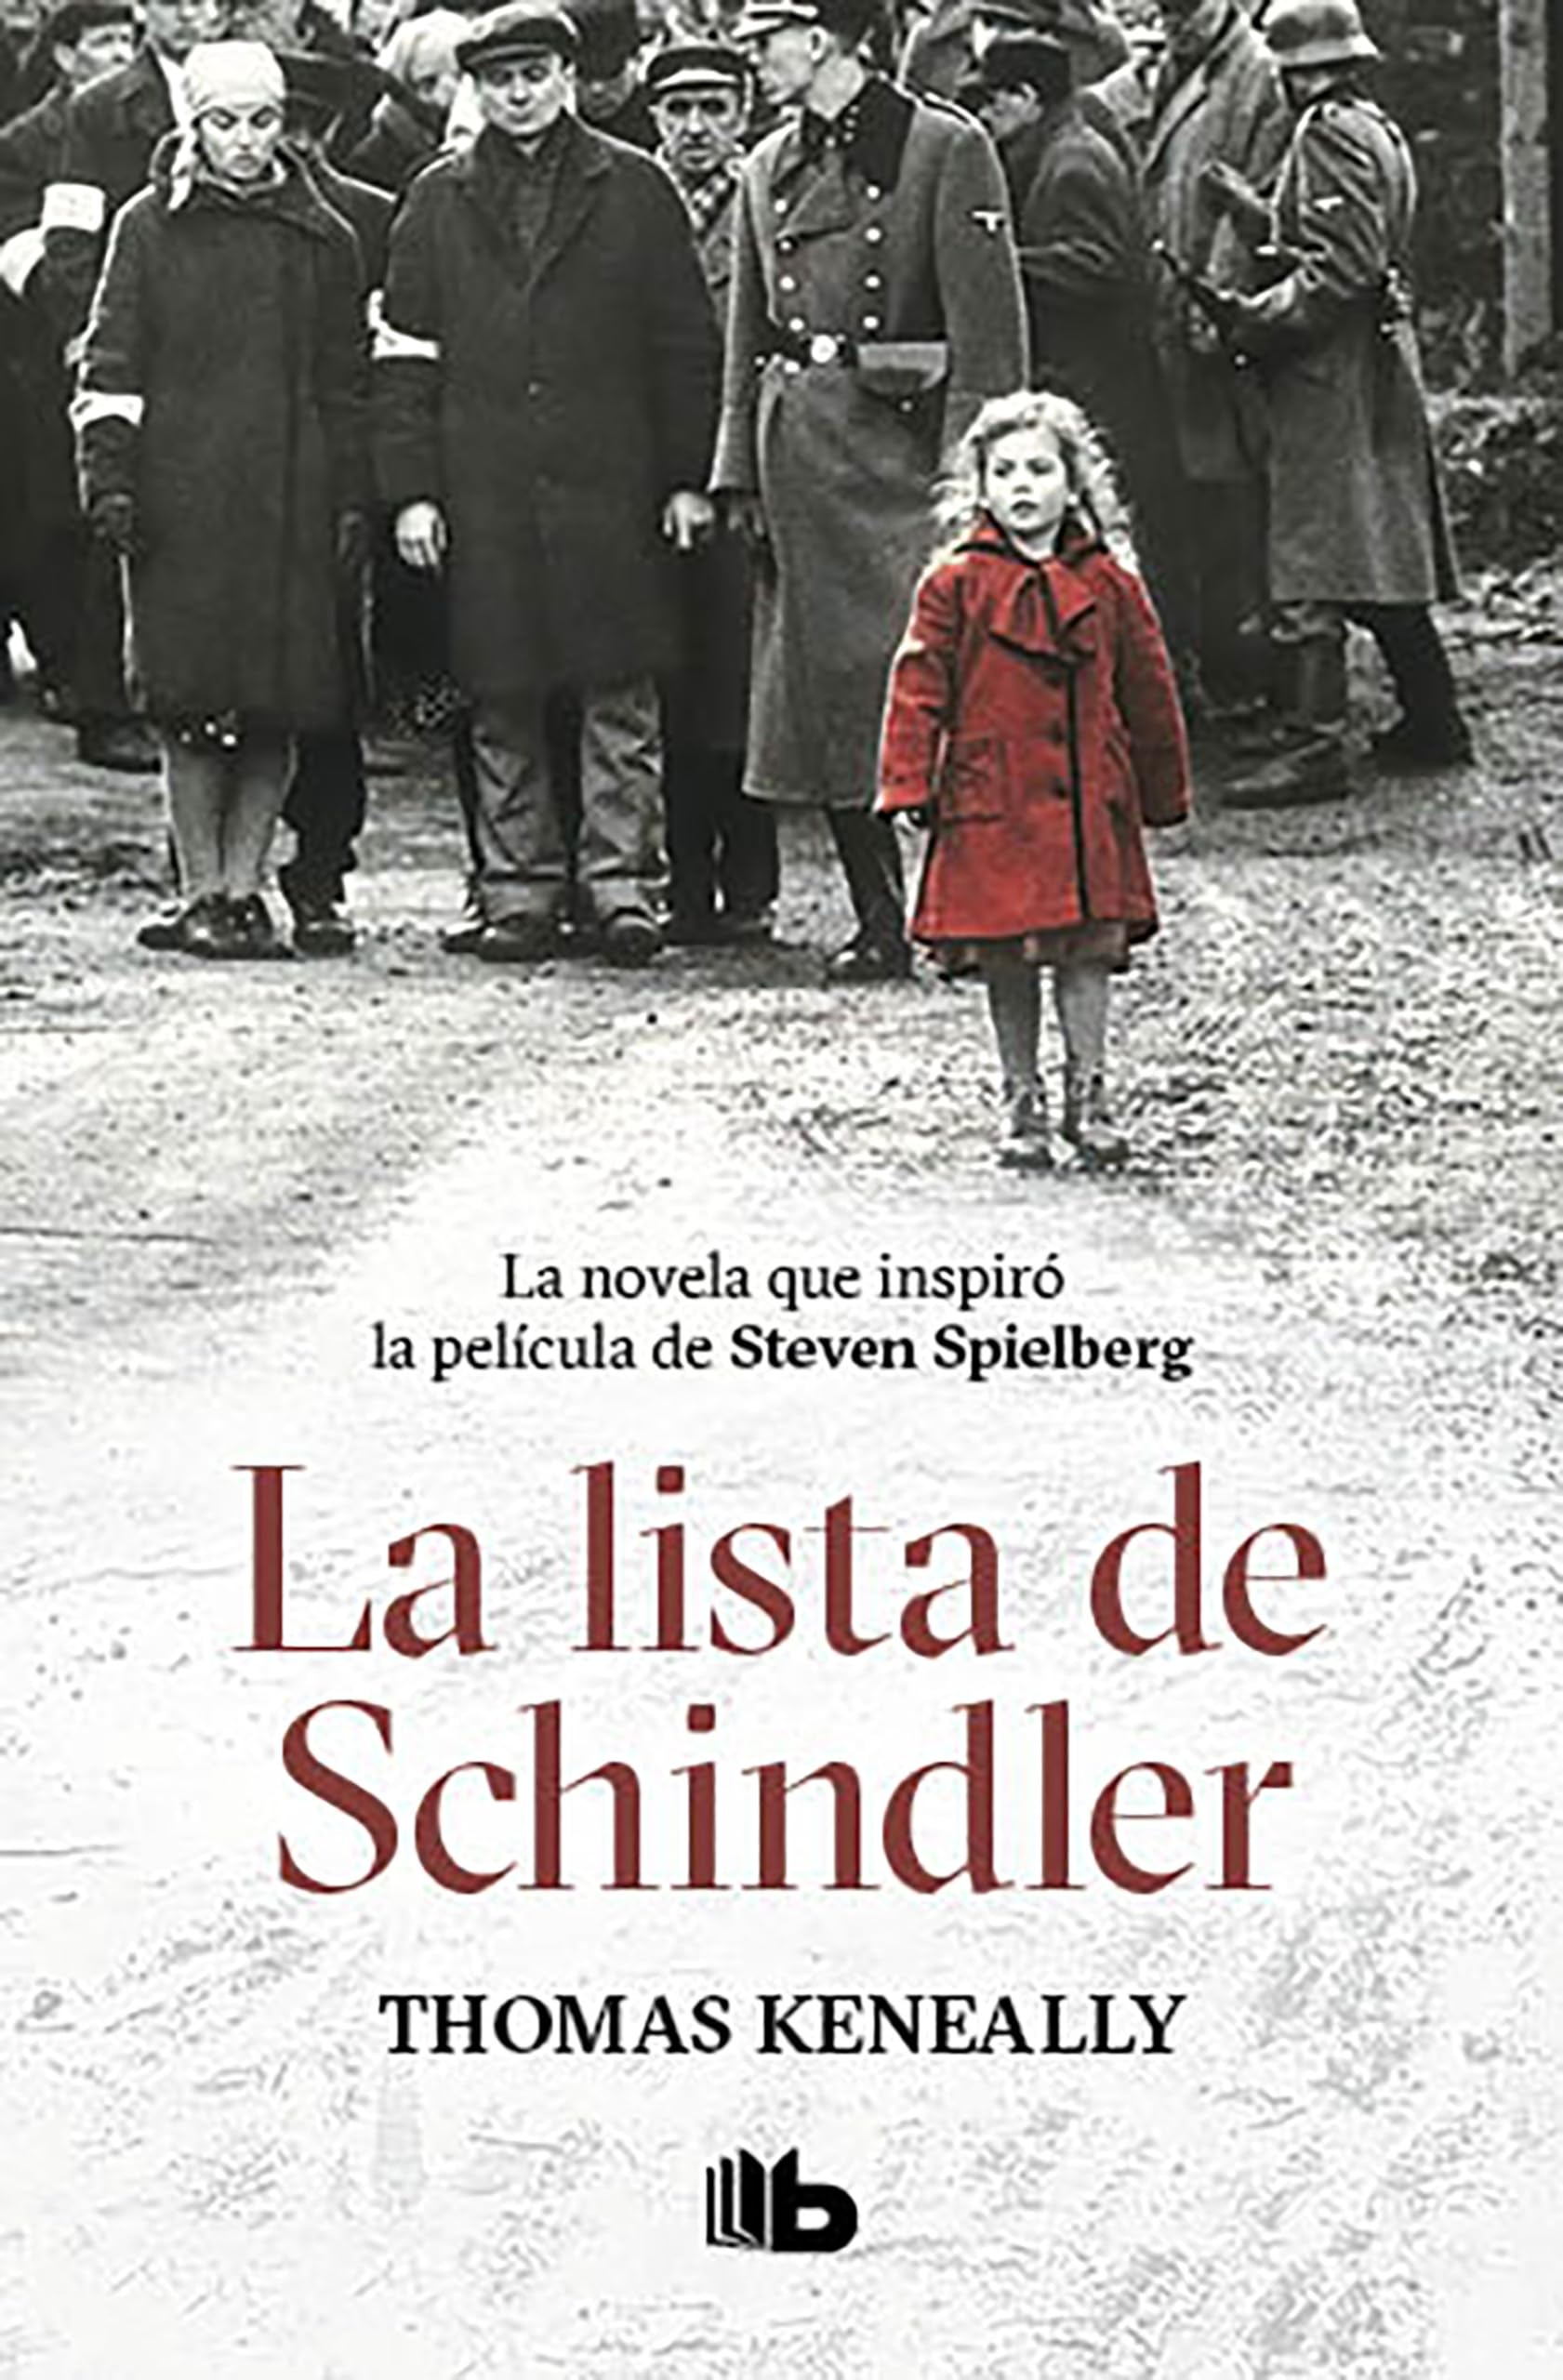 La novela que inspiró
la película de Steven Spielberg
La lista de
Schindler
THOMAS KENEALLY
b